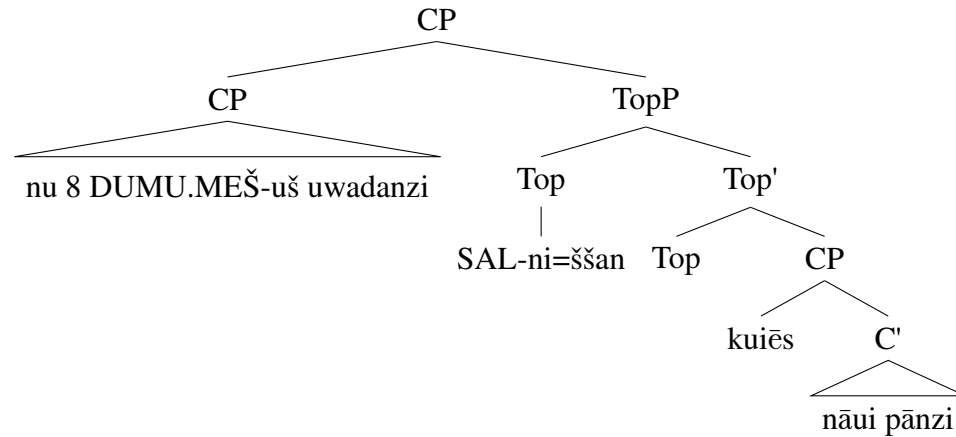 CP
CP TopP
nu 8 DUMU.MEŠ-uš uwadanzi Top Top'
SAL-ni=ššan Top CP
kuiēs C'
nāui pānzi